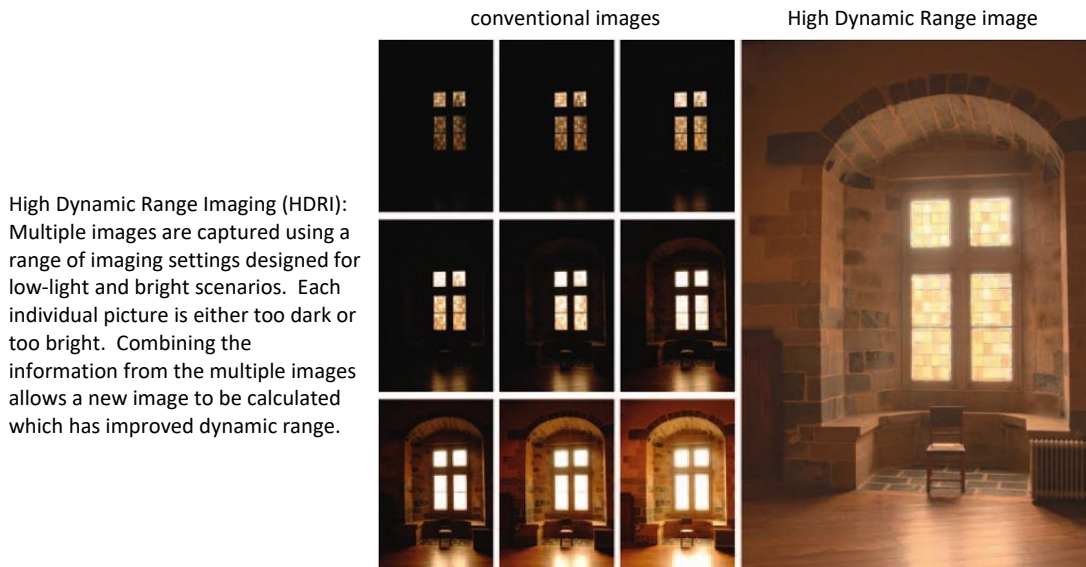 conventional images
High Dynamic Range image
High Dynamic Range Imaging (HDRI):
Multiple images are captured using a
range of imaging settings designed for
low-light and bright scenarios.  Each
individual picture is either too dark or
too bright.  Combining the
information from the multiple images
allows a new image to be calculated
which has improved dynamic range.